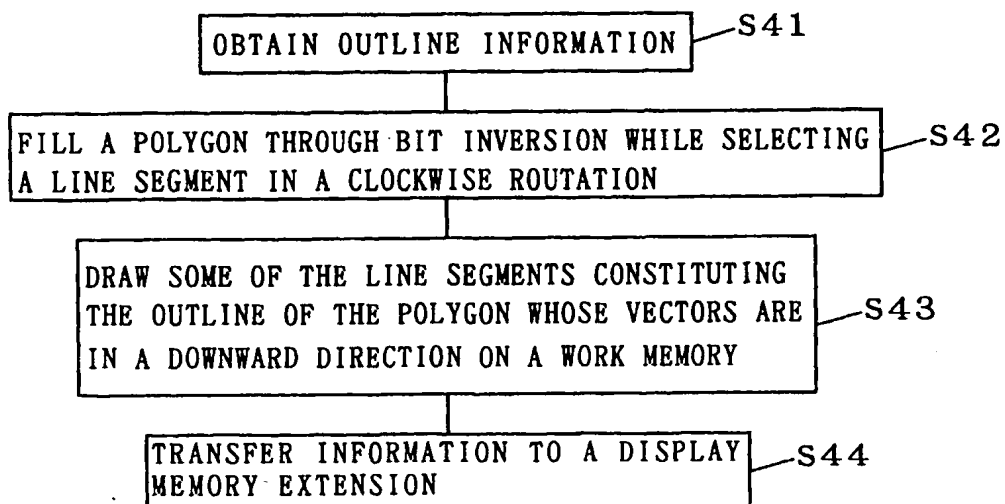 OBTAIN OUTLINE INFORMATION
S41
FILL A POLYGON THROUGH BIT INVERSION WHILE SELECTING
A LINE SEGMENT IN A CLOCKWISE ROUTATION
S42
DRAW SOME OF THE LINE SEGMENTS CONSTITUTING
THE OUTLINE OF THE POLYGON WHOSE VECTORS ARE
IN A DOWNWARD DIRECTION ON A WORK MEMORY
S43
TRANSFER INFORMATION TO A DISPLAY
MEMORY EXTENSION
S44